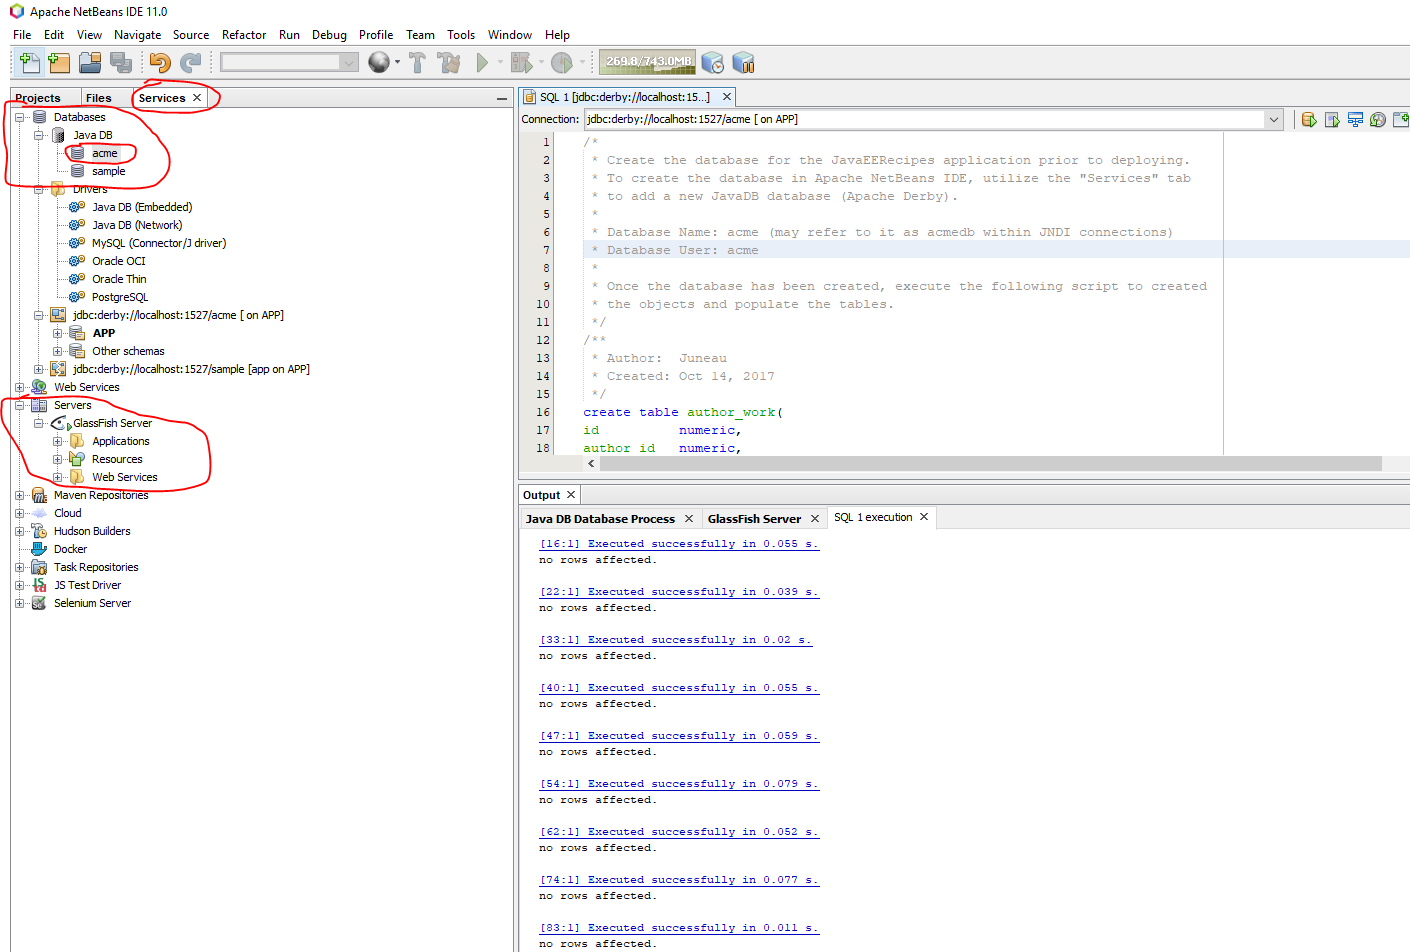 Apache NetBeans IDE 11.0
File Edit View Navigate Source Refactor Run Debug Profile Team Tools Window Help
269.8/743.0MB
Projects Files Services
Databases
Java DB
acme
sample
Drivers
Java DB (Embedded)
Java DB (Network)
MySQL (Connector/J driver)
Oracle OCI
Oracle Thin
PostgreSQL
jdbc:derby://localhost:1527/acme [ on APP]
APP
Other schemas
jdbc:derby://localhost:1527/sample [app on APP]
Web Services
Servers
GlassFish Server
Applications
Resources
Web Services
Maven Repositories
Cloud
Hudson Builders
Docker
Task Repositories
JS Test Driver
Selenium Server
SQL 1 [jdbc:derby://localhost:15...]
Connection: jdbc:derby://localhost:1527/acme [ on APP]
1 /*
2 * Create the database for the JavaEERecipes application prior to deploying.
3 * To create the database in Apache NetBeans IDE, utilize the "Services" tab
4 * to add a new JavaDB database (Apache Derby).
5 *
6 * Database Name: acme (may refer to it as acmedb within JNDI connections)
7 * Database User: acme
8 *
9 * Once the database has been created, execute the following script to created
10 * the objects and populate the tables.
11 */
12 /**
13 * Author: Juneau
14 * Created: Oct 14, 2017
15 */
16 create table author_work(
17 id numeric,
18 author_id numeric,
Output
Java DB Database Process GlassFish Server SQL 1 execution
[16:1] Executed successfully in 0.055 s.
no rows affected.
[22:1] Executed successfully in 0.039 s.
no rows affected.
[33:1] Executed successfully in 0.02 s.
no rows affected.
[40:1] Executed successfully in 0.055 s.
no rows affected.
[47:1] Executed successfully in 0.059 s.
no rows affected.
[54:1] Executed successfully in 0.079 s.
no rows affected.
[62:1] Executed successfully in 0.052 s.
no rows affected.
[74:1] Executed successfully in 0.077 s.
no rows affected.
[83:1] Executed successfully in 0.011 s.
no rows affected.